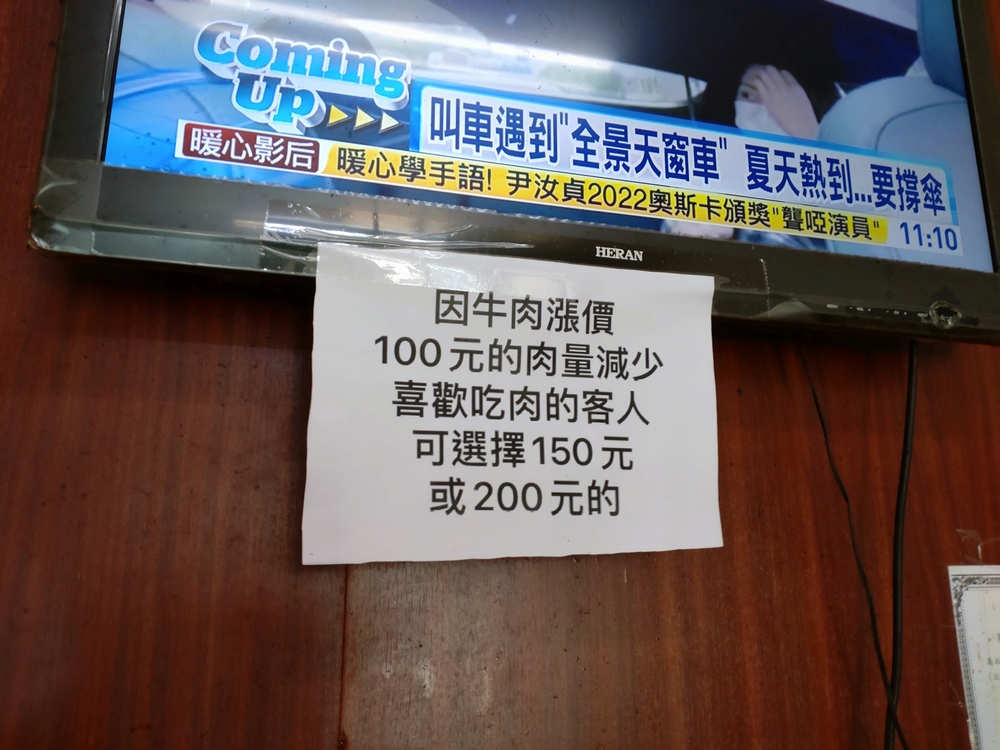 Coming
Up
叫車遇到"全景天窗車" 夏天熱到...要撐傘
暖心影后 暖心學手語! 尹汝貞2022奧斯卡頒獎"聾啞演員" 11:10
HERAN
因牛肉漲價
100元的肉量減少
喜歡吃肉的客人
可選擇150元
或200元的